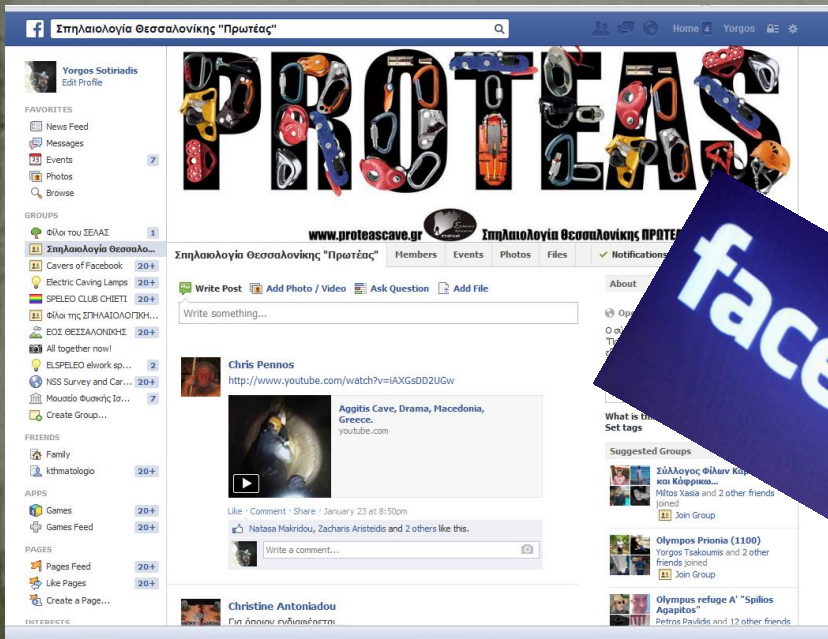 Σπηλαιολογία Θεσσαλονίκης "Πρωτέας"
Home 4 Yorgos
Yorgos Sotiriadis
Edit Profile
FAVORITES
News Feed
Messages
Events 7
Photos
Browse
GROUPS
Φίλοι του ΣΕΛΑΣ 1
Σπηλαιολογία Θεσσαλο...
Cavers of Facebook 20+
Electric Caving Lamps 20+
SPELEO CLUB CHIETI 20+
Φίλοι της ΣΠΗΛΑΙΟΛΟΓΙΚΗ...
ΕΟΣ ΘΕΣΣΑΛΟΝΙΚΗΣ 20+
All together now!
ELSPELEO elwork sp... 2
NSS Survey and Car... 20+
Μουσείο Φυσικής Ισ... 7
Create Group...
FRIENDS
Family
kthmatologio 20+
APPS
Games 20+
Games Feed 20+
PAGES
Pages Feed 20+
Like Pages 20+
Create a Page...
INTERESTS
PROTEAS
www.proteascave.gr Σπηλαιολογία Θεσσαλονίκης ΠΡΩΤΕ
Σπηλαιολογία Θεσσαλονίκης "Πρωτέας" Members Events Photos Files Notifications
Write Post Add Photo / Video Ask Question Add File
Write something...
Chris Pennos
http://www.youtube.com/watch?v=iAXGsDD2UGw
Aggitis Cave, Drama, Macedonia,
Greece.
youtube.com
Like · Comment · Share · January 23 at 8:50pm
Natasa Makridou, Zacharis Aristeidis and 2 others like this.
Write a comment...
Christine Antoniadou
Για όποιον ενδιαφέρεται....
About
face
What is
Set tags
Suggested Groups
Σύλλογος Φίλων
και Κάφρικω...
Miltos Xasia and 2 other friends
joined
Join Group
Olympos Prionia (1100)
Yorgos Tsakoumis and 2 other
friends joined
Join Group
Olympus refuge A' "Spilios
Agapitos"
Petros Pavlidis and 12 other friends